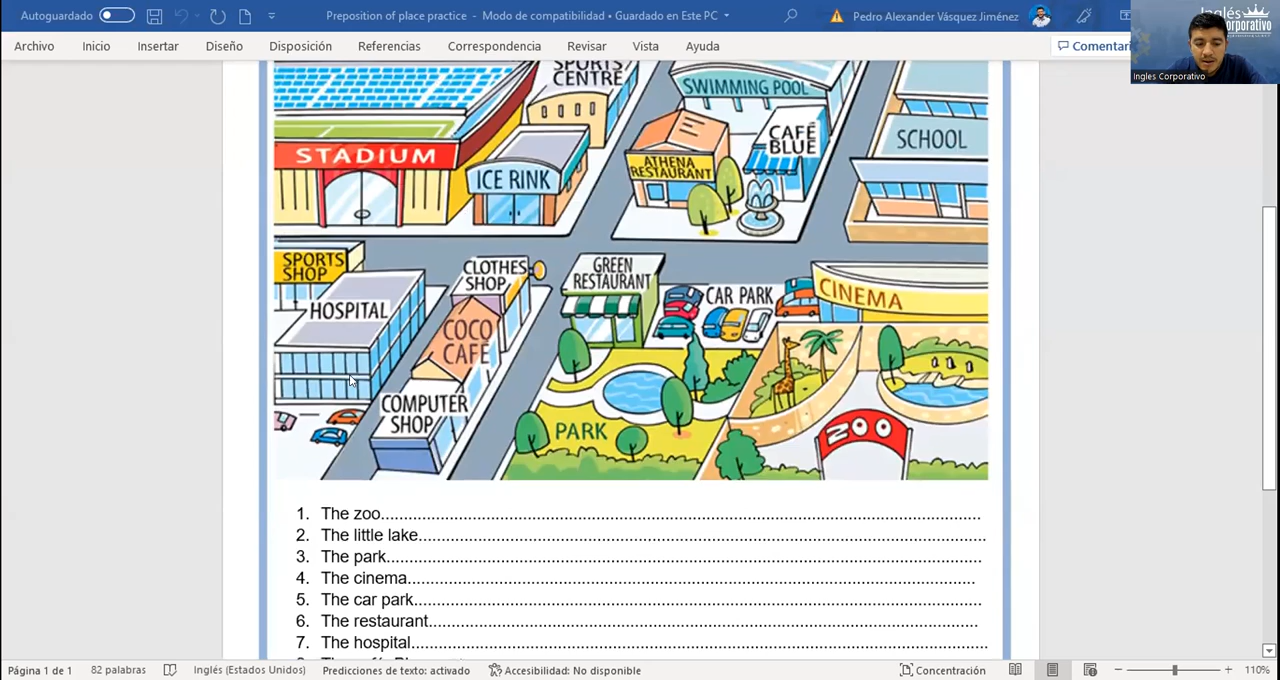 Autoguardado
Preposition of place practice - Modo de compatibilidad • Guardado en Este PC
Pedro Alexander Vásquez Jiménez
Inglés
Corporativo
Ingles Corporativo
Archivo Inicio Insertar Diseño Disposición Referencias Correspondencia Revisar Vista Ayuda
SPORTS
CENTRE
SWIMMING POOL
STADIUM
ICE RINK
ATHENA
RESTAURANT
CAFÉ
BLUE
SCHOOL
SPORTS
SHOP
HOSPITAL
CLOTHES
SHOP
COCO
CAFÉ
COMPUTER
SHOP
GREEN
RESTAURANT
CAR PARK
CINEMA
PARK
ZOO
1. The zoo
2. The little lake
3. The park
4. The cinema
5. The car park
6. The restaurant
7. The hospital
Página 1 de 1 82 palabras Inglés (Estados Unidos) Predicciones de texto: activado Accesibilidad: No disponible Concentración 110%